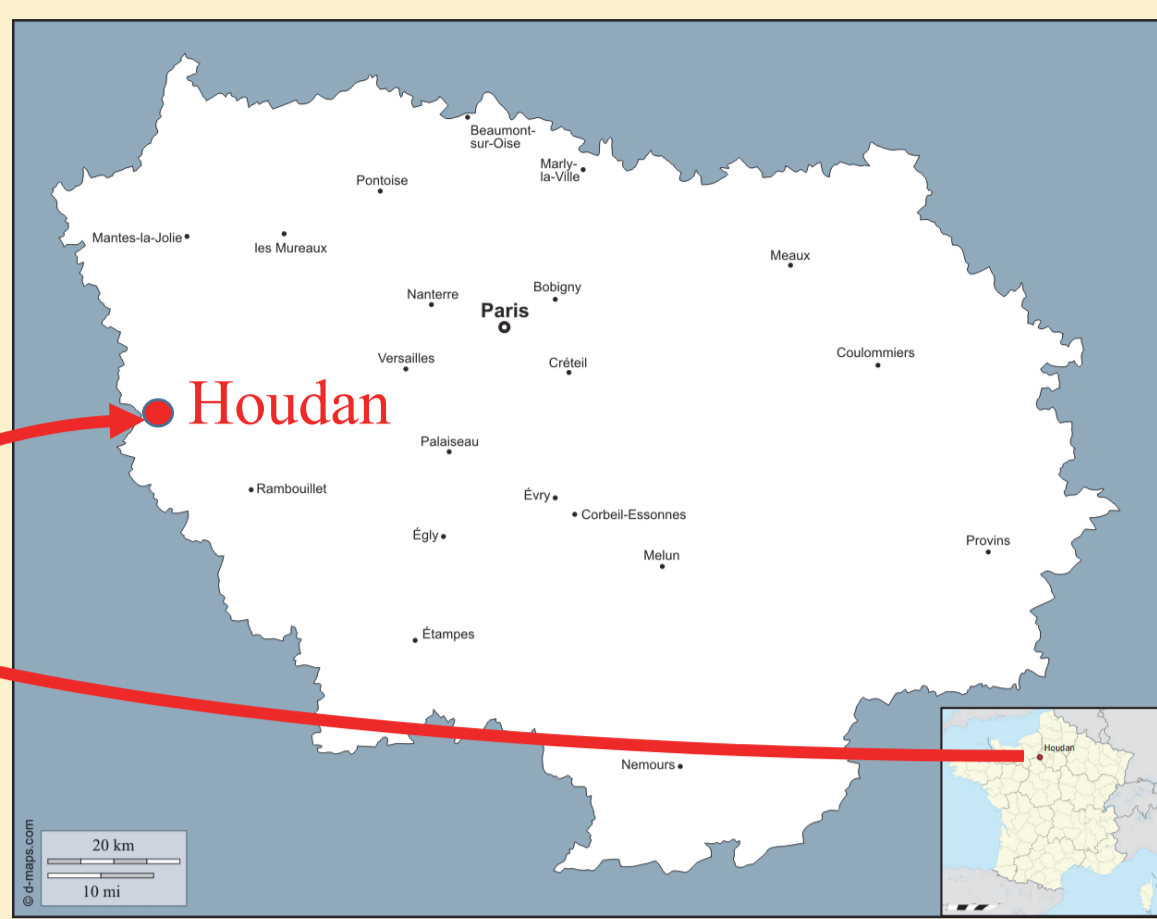 Beaumont-
sur-Oise
Marly-
la-Ville
Pontoise
Mantes-la-Jolie
les Mureaux
Meaux
Nanterre
Bobigny
Paris
Versailles
Créteil
Coulommiers
Houdan
Palaiseau
Rambouillet
Évry
Corbeil-Essonnes
Égly
Melun
Provins
Étampes
Nemours
Houdan
20 km
10 mi
© d-maps.com